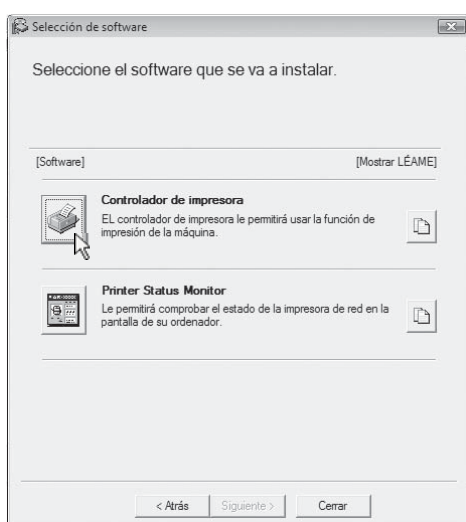 Selección de software
Seleccione el software que se va a instalar.
[Software] [Mostrar LÉAME]
Controlador de impresora
EL controlador de impresora le permitirá usar la función de
impresión de la máquina.
Printer Status Monitor
Le permitirá comprobar el estado de la impresora de red en la
pantalla de su ordenador.
< Atrás Siguiente > Cerrar